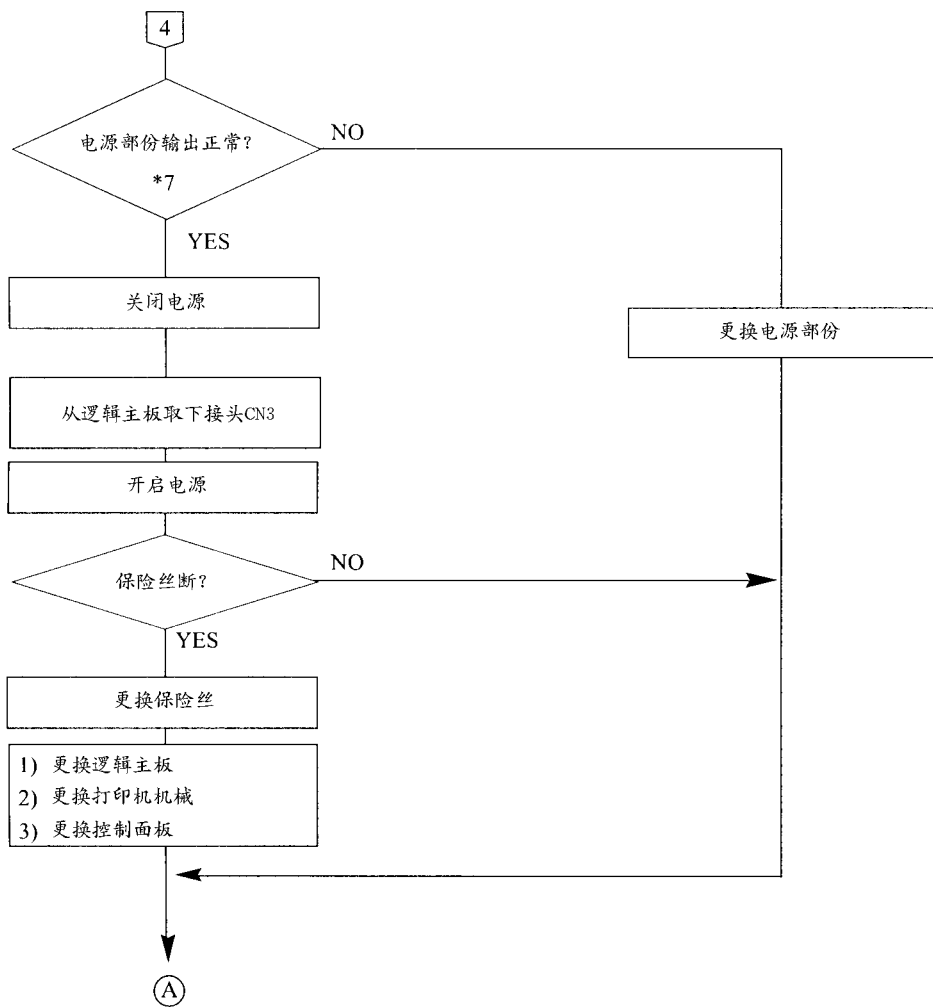 4
电源部份输出正常?
*7
NO
YES
关闭电源
更换电源部份
从逻辑主板取下接头CN3
开启电源
保险丝断?
NO
YES
更换保险丝
1) 更换逻辑主板
2) 更换打印机机械
3) 更换控制面板
A